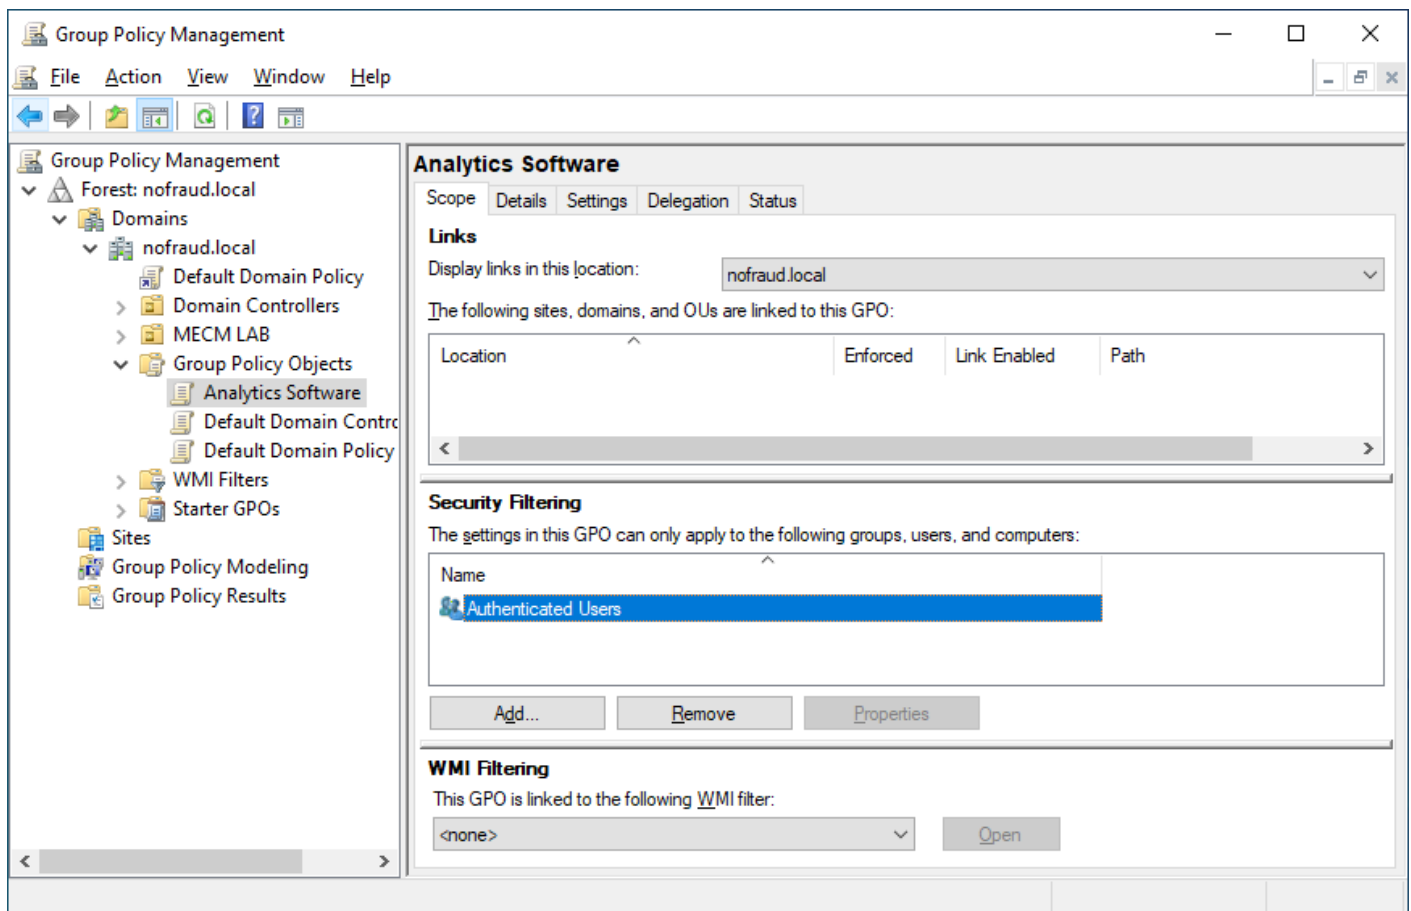 Group Policy Management
File Action View Window Help
Group Policy Management
Forest: nofraud.local
Domains
nofraud.local
Default Domain Policy
Domain Controllers
MECM LAB
Group Policy Objects
Analytics Software
Default Domain Contro
Default Domain Policy
WMI Filters
Starter GPOs
Sites
Group Policy Modeling
Group Policy Results
Analytics Software
Scope Details Settings Delegation Status
Links
Display links in this location: nofraud.local
The following sites, domains, and OUs are linked to this GPO:
Location Enforced Link Enabled Path
Security Filtering
The settings in this GPO can only apply to the following groups, users, and computers:
Name
Authenticated Users
Add... Remove Properties
WMI Filtering
This GPO is linked to the following WMI filter:
<none> Open